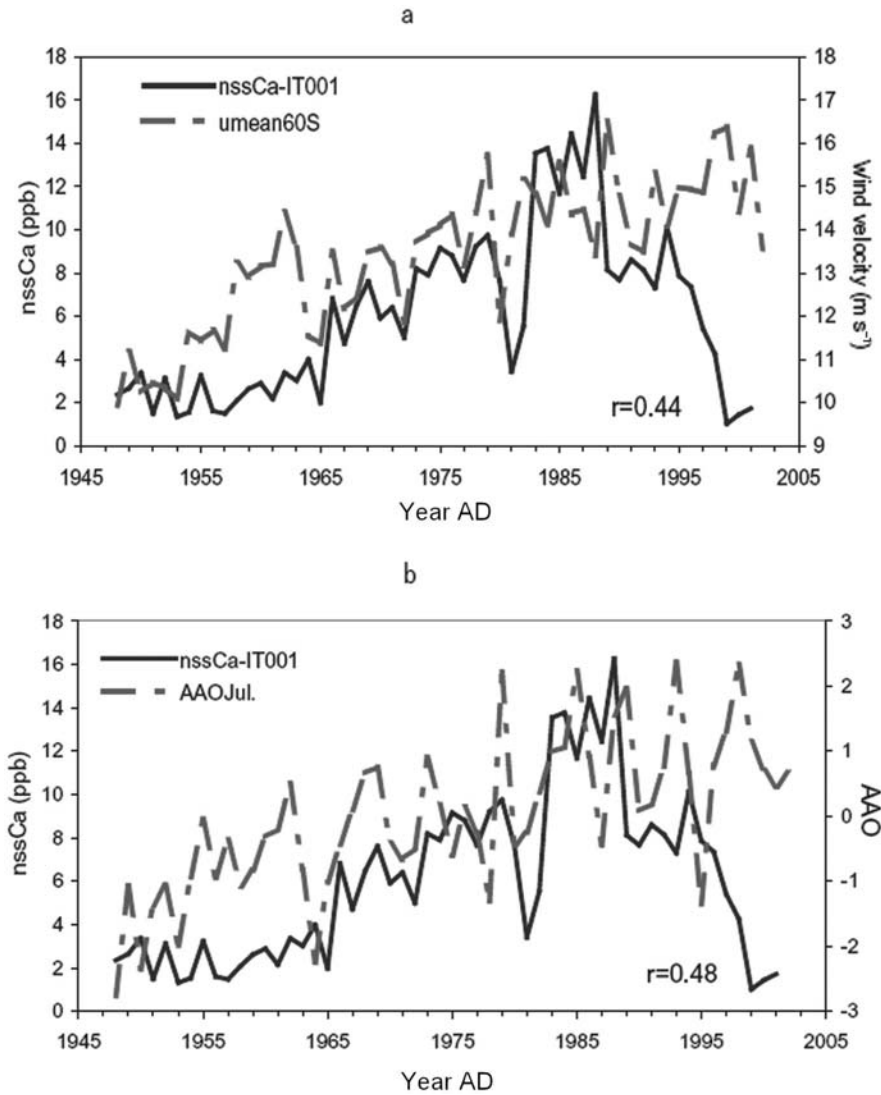 a
18 18
nssCa-IT001
16 17
umean60S
14 16
12 15
10 14
8 13
6 12
4 11
r=0.44
2 10
0 9
nssCa (ppb)
Wind velocity (m s⁻¹)
1945 1955 1965 1975 1985 1995 2005
Year AD
b
18 3
nssCa-IT001
16
AAOJul.
2
14
12 1
10
0
8
6 -1
4
-2
r=0.48
2
0 -3
nssCa (ppb)
AAO
1945 1955 1965 1975 1985 1995 2005
Year AD